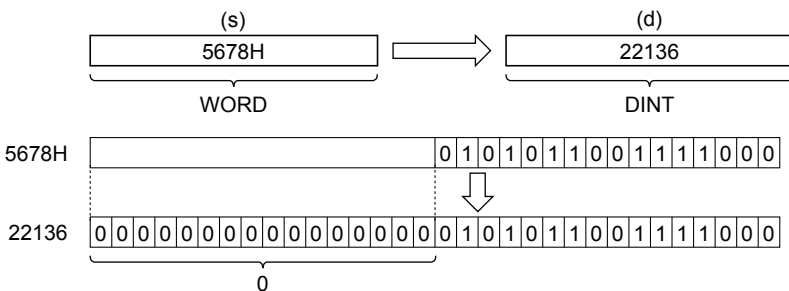 (s) (d)
5678H 22136
WORD DINT
5678H 0 1 0 1 0 1 1 0 0 1 1 1 1 0 0 0
22136 0 0 0 0 0 0 0 0 0 0 0 0 0 0 0 0 0 1 0 1 0 1 1 0 0 1 1 1 1 0 0 0
0